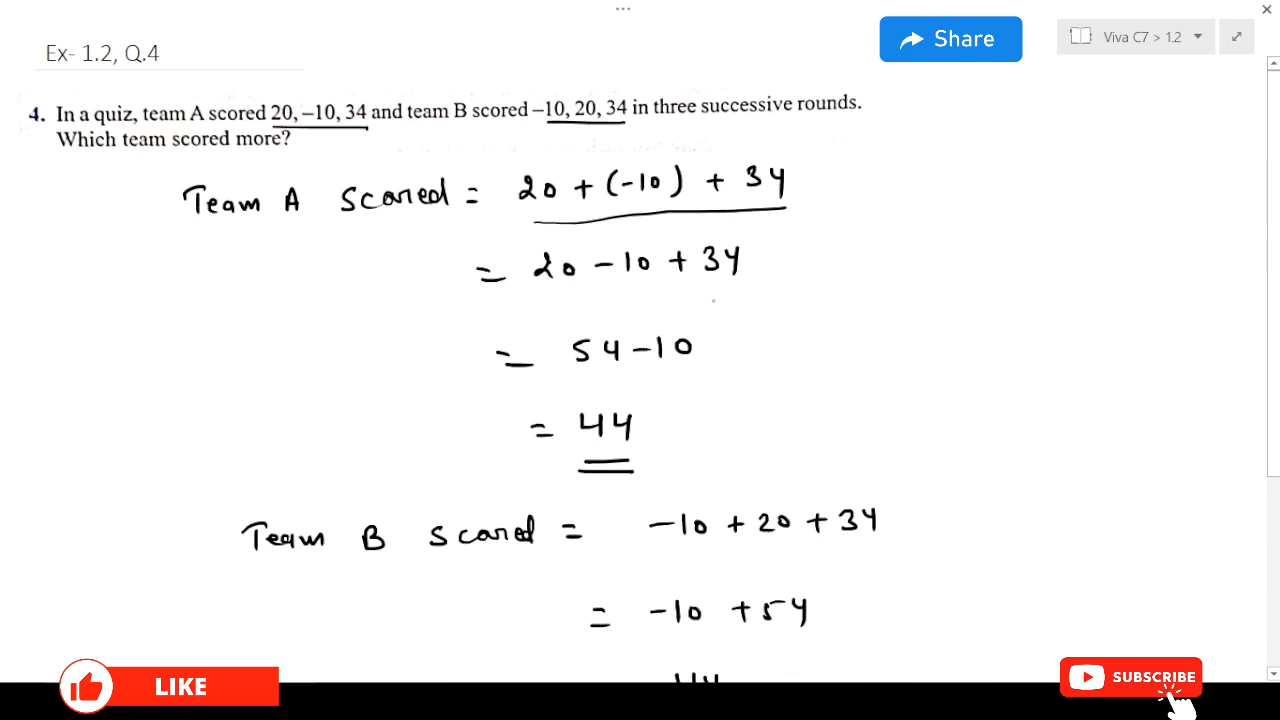 ...
Share
Viva C7 > 1.2
Ex- 1.2, Q.4
4. In a quiz, team A scored 20, –10, 34 and team B scored –10, 20, 34 in three successive rounds.
Which team scored more?
Team A Scored = 20 + (-10) + 34
= 20 - 10 + 34
= 54 - 10
= 44
Team B Scored = -10 + 20 + 34
= -10 + 54
LIKE
SUBSCRIBE